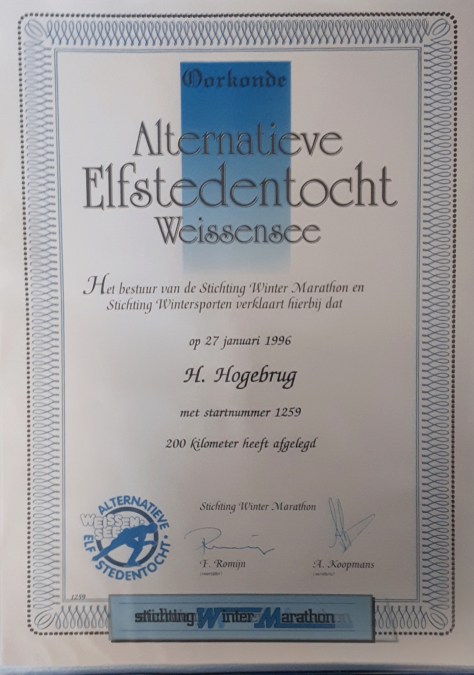 Oorkonde
Alternatieve
Elfstedentocht
Weissensee
Het bestuur van de Stichting Winter Marathon en
Stichting Wintersporten verklaart hierbij dat
op 27 januari 1996
H. Hogebrug
met startnummer 1259
200 kilometer heeft afgelegd
Stichting Winter Marathon
ALTERNATIEVE
WEISSEN-
SEE
ELFSTEDENTOCHT
F. Romijn
A. Koopmans
1259
stichting Winter Marathon